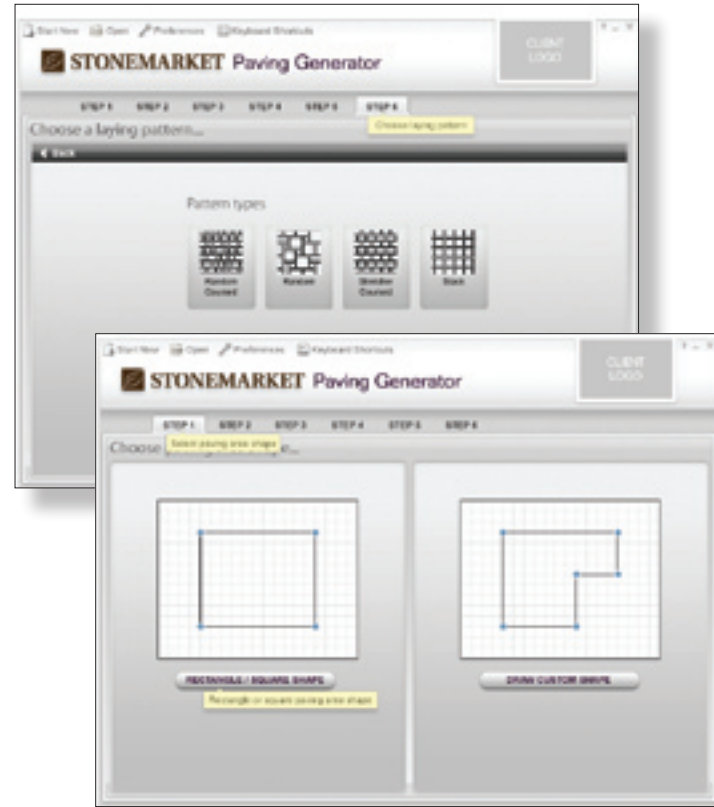 Start New Open Preferences Keyboard Shortcuts
CLIENT
LOGO
? - X
STONEMARKET Paving Generator
STEP 1 STEP 2 STEP 3 STEP 4 STEP 5 STEP 6
Choose laying pattern
Choose a laying pattern...
Back
Pattern types
Random
Coursed
Random
Stretcher
Coursed
Stack
Start New Open Preferences Keyboard Shortcuts
CLIENT
LOGO
? - X
STONEMARKET Paving Generator
STEP 1 STEP 2 STEP 3 STEP 4 STEP 5 STEP 6
Select paving area shape
Choose
RECTANGLE / SQUARE SHAPE
DRAW CUSTOM SHAPE
Rectangle or square paving area shape